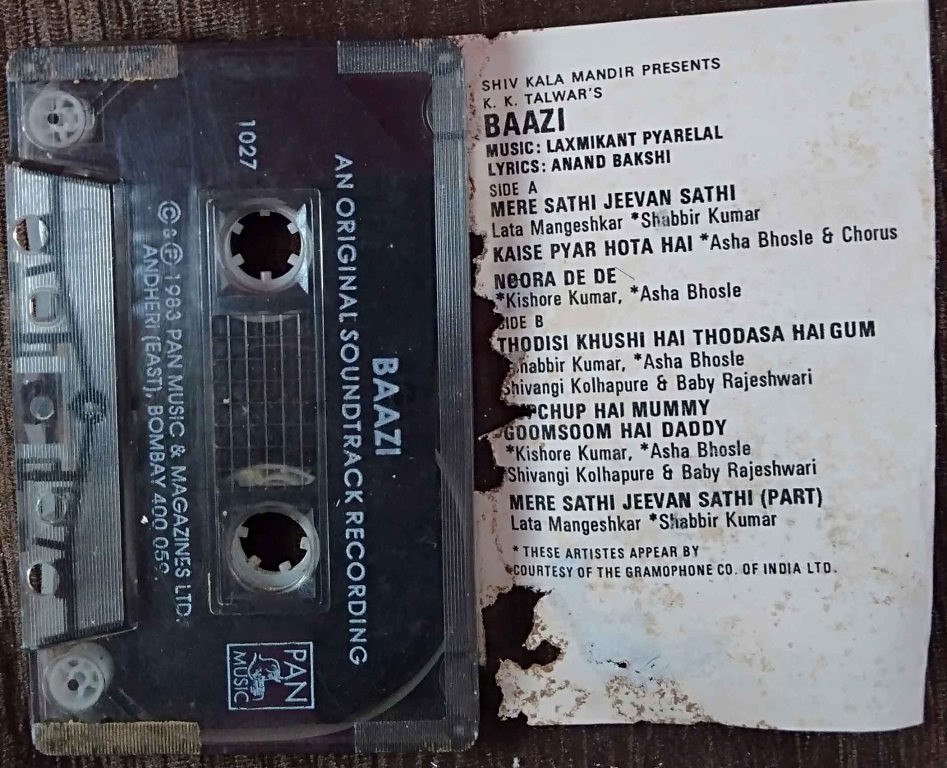 1027
AN ORIGINAL SOUNDTRACK RECORDING
BAAZI
© & ℗ 1983 PAN MUSIC & MAGAZINES LTD.
ANDHERI (EAST), BOMBAY 400 059.
PAN
MUSIC
SHIV KALA MANDIR PRESENTS
K. K. TALWAR'S
BAAZI
MUSIC: LAXMIKANT PYARELAL
LYRICS: ANAND BAKSHI
SIDE A
MERE SATHI JEEVAN SATHI
Lata Mangeshkar *Shabbir Kumar
KAISE PYAR HOTA HAI *Asha Bhosle & Chorus
NOORA DE DE
*Kishore Kumar, *Asha Bhosle
SIDE B
THODISI KHUSHI HAI THODASA HAI GUM
Shabbir Kumar, *Asha Bhosle
Shivangi Kolhapure & Baby Rajeshwari
HAI MUMMY
GOOMSOOM HAI DADDY
*Kishore Kumar, *Asha Bhosle
Shivangi Kolhapure & Baby Rajeshwari
MERE SATHI JEEVAN SATHI (PART)
Lata Mangeshkar *Shabbir Kumar
* THESE ARTISTES APPEAR BY
COURTESY OF THE GRAMOPHONE CO. OF INDIA LTD.